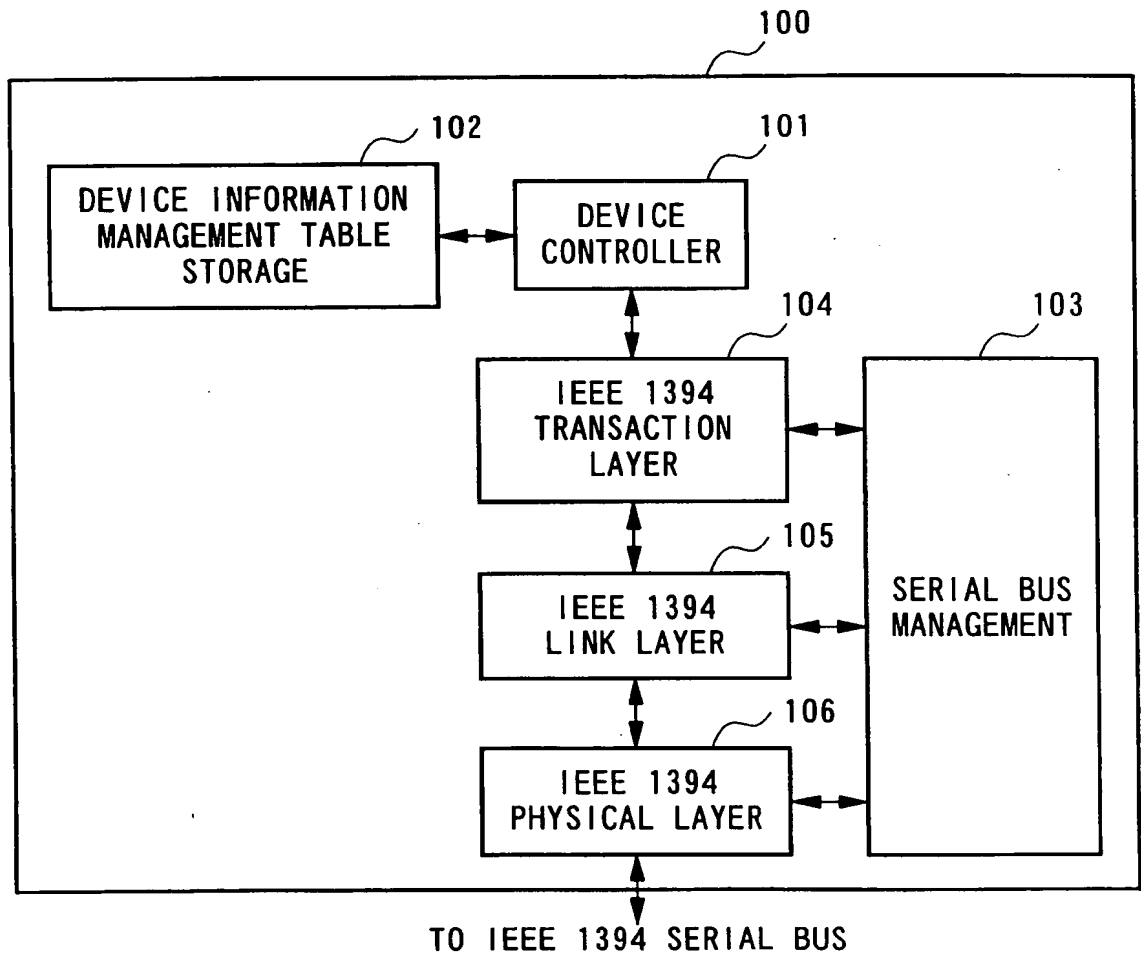 100
102
101
DEVICE INFORMATION
MANAGEMENT TABLE
STORAGE
DEVICE
CONTROLLER
104
103
IEEE 1394
TRANSACTION
LAYER
105
IEEE 1394
LINK LAYER
SERIAL BUS
MANAGEMENT
106
IEEE 1394
PHYSICAL LAYER
TO IEEE 1394 SERIAL BUS